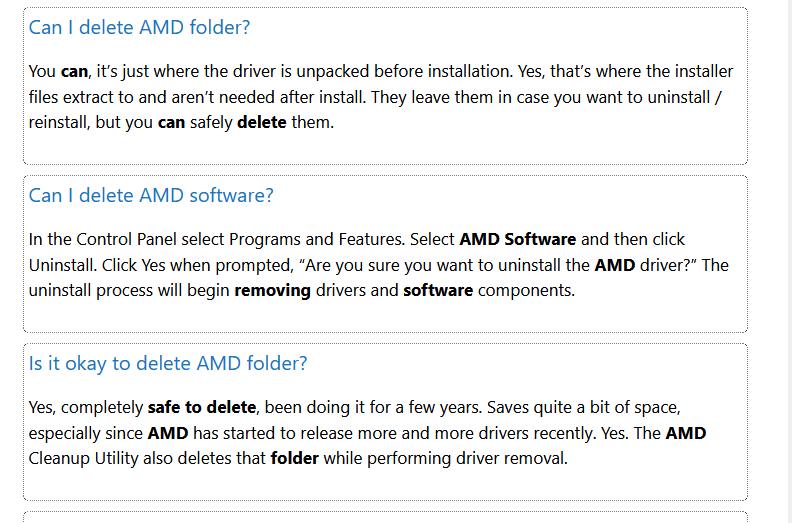 Can I delete AMD folder?
You can, it’s just where the driver is unpacked before installation. Yes, that’s where the installer
files extract to and aren’t needed after install. They leave them in case you want to uninstall /
reinstall, but you can safely delete them.
Can I delete AMD software?
In the Control Panel select Programs and Features. Select AMD Software and then click
Uninstall. Click Yes when prompted, “Are you sure you want to uninstall the AMD driver?” The
uninstall process will begin removing drivers and software components.
Is it okay to delete AMD folder?
Yes, completely safe to delete, been doing it for a few years. Saves quite a bit of space,
especially since AMD has started to release more and more drivers recently. Yes. The AMD
Cleanup Utility also deletes that folder while performing driver removal.